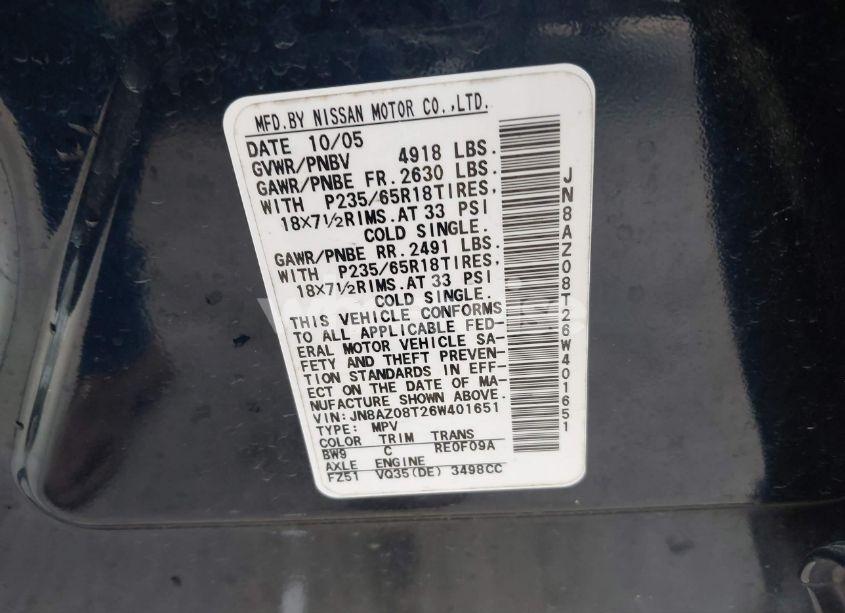 MFD.BY NISSAN MOTOR CO.,LTD.
DATE 10/05
GVWR/PNBV 4918 LBS.
GAWR/PNBE FR.2630 LBS.
WITH P235/65R18TIRES,
18×7½RIMS.AT 33 PSI
COLD SINGLE.
GAWR/PNBE RR.2491 LBS.
WITH P235/65R18TIRES,
18×7½RIMS.AT 33 PSI
COLD SINGLE.
THIS VEHICLE CONFORMS
TO ALL APPLICABLE FED-
ERAL MOTOR VEHICLE SA-
FETY AND THEFT PREVEN-
TION STANDARDS IN EFF-
ECT ON THE DATE OF MA-
NUFACTURE SHOWN ABOVE.
VIN:JN8AZ08T26W401651
TYPE: MPV
COLOR TRIM TRANS
BW9 C RE0F09A
AXLE ENGINE
FZ51 VQ35(DE) 3498CC
JN8AZ08T26W401651